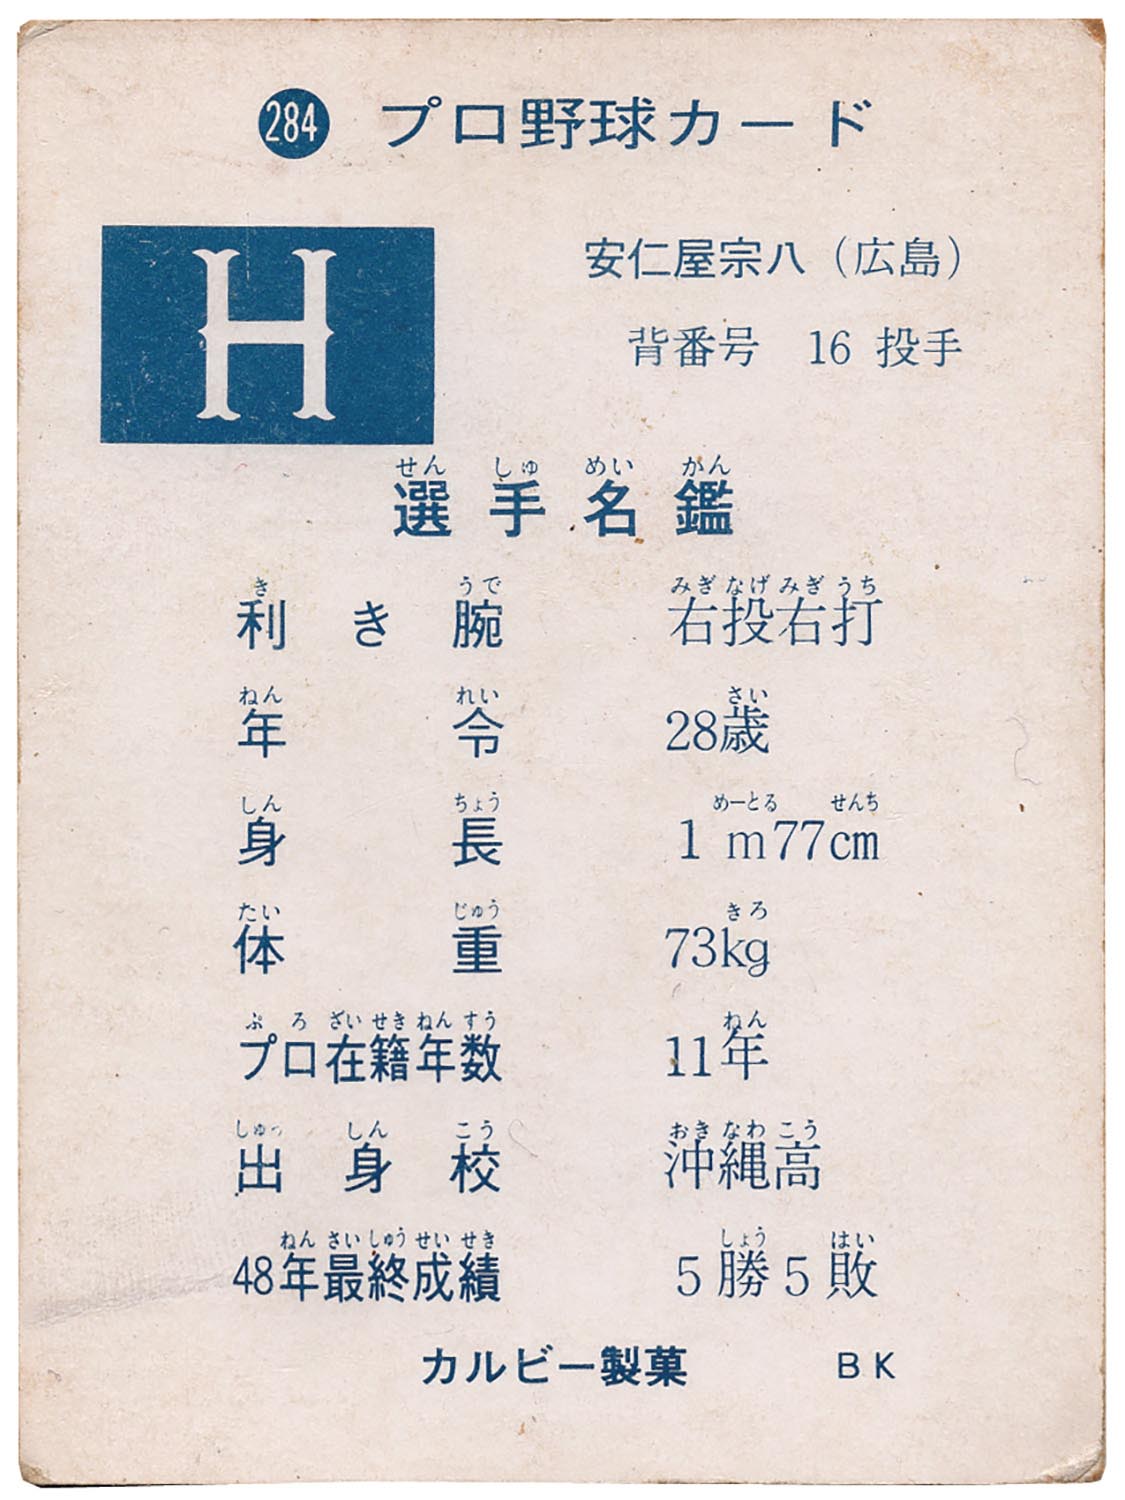 284 プロ野球カード
H
安仁屋宗八（広島）
背番号 16 投手
せん しゅ めい がん
選手名鑑
き うで みぎ なげ みぎ うち
利き腕 右投右打
ねん れい さい
年令 28歳
しん ちょう めーとる せんち
身長 1m77cm
たい じゅう きろ
体重 73kg
ぷろ ざい せき ねん すう ねん
プロ在籍年数 11年
しゅっ しん こう おき なわ こう
出身校 沖縄高
ねん さい しゅう せい せき しょう はい
48年最終成績 5勝5敗
カルビー製菓 BK